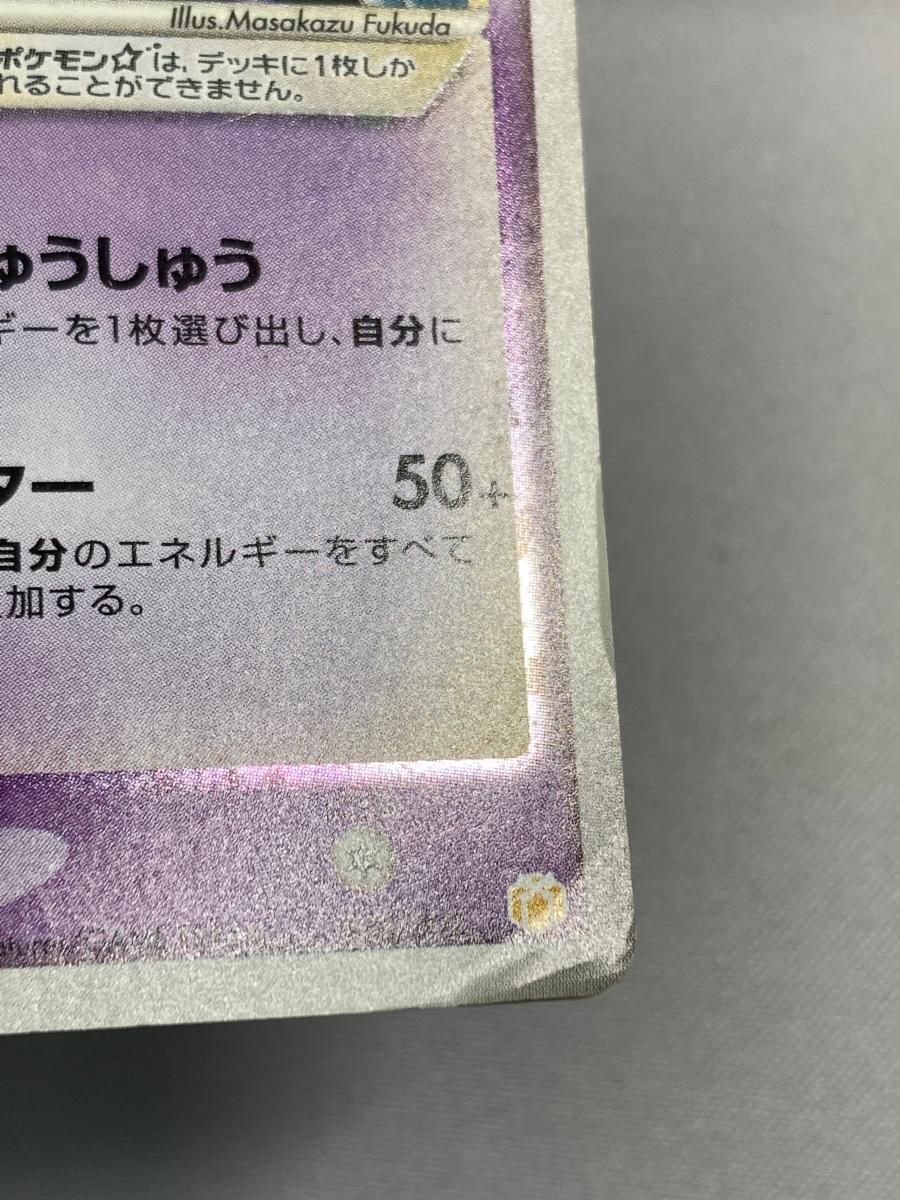 Illus.Masakazu Fukuda
ポケモン☆は、デッキに1枚しか
れることができません。
ゅうしゅう
ギーを1枚選び出し、自分に
ター 50+
自分のエネルギーをすべて
加する。